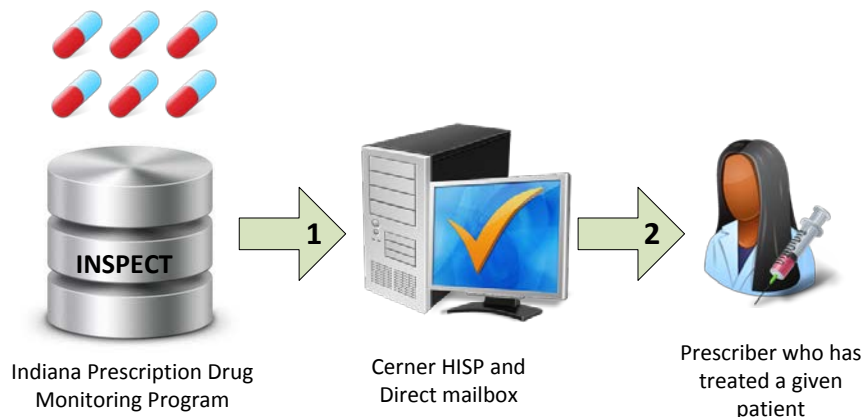 INSPECT
1
2
Indiana Prescription Drug
Monitoring Program
Cerner HISP and
Direct mailbox
Prescriber who has
treated a given
patient